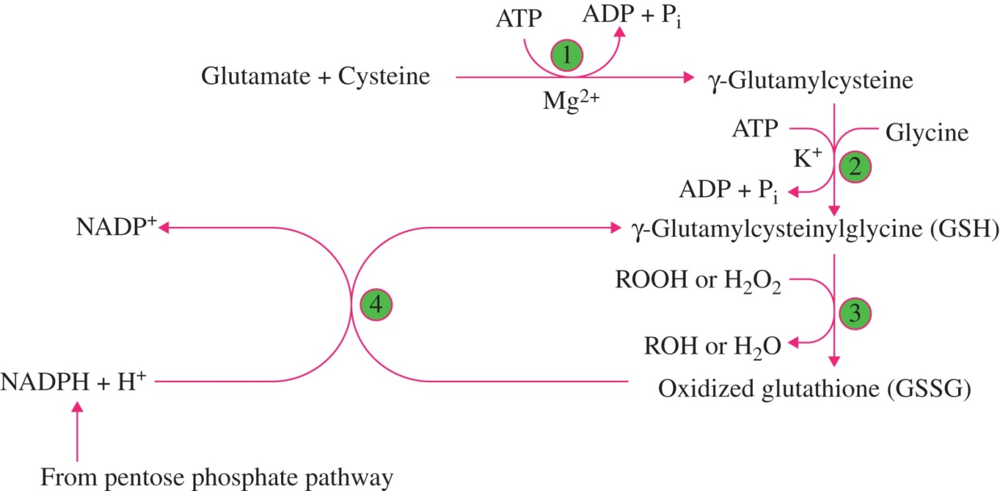 ATP
ADP + Pᵢ
1
Glutamate + Cysteine
γ-Glutamylcysteine
Mg²⁺
ATP
Glycine
K⁺
2
ADP + Pᵢ
NADP⁺
γ-Glutamylcysteinylglycine (GSH)
ROOH or H₂O₂
4
3
ROH or H₂O
NADPH + H⁺
Oxidized glutathione (GSSG)
From pentose phosphate pathway